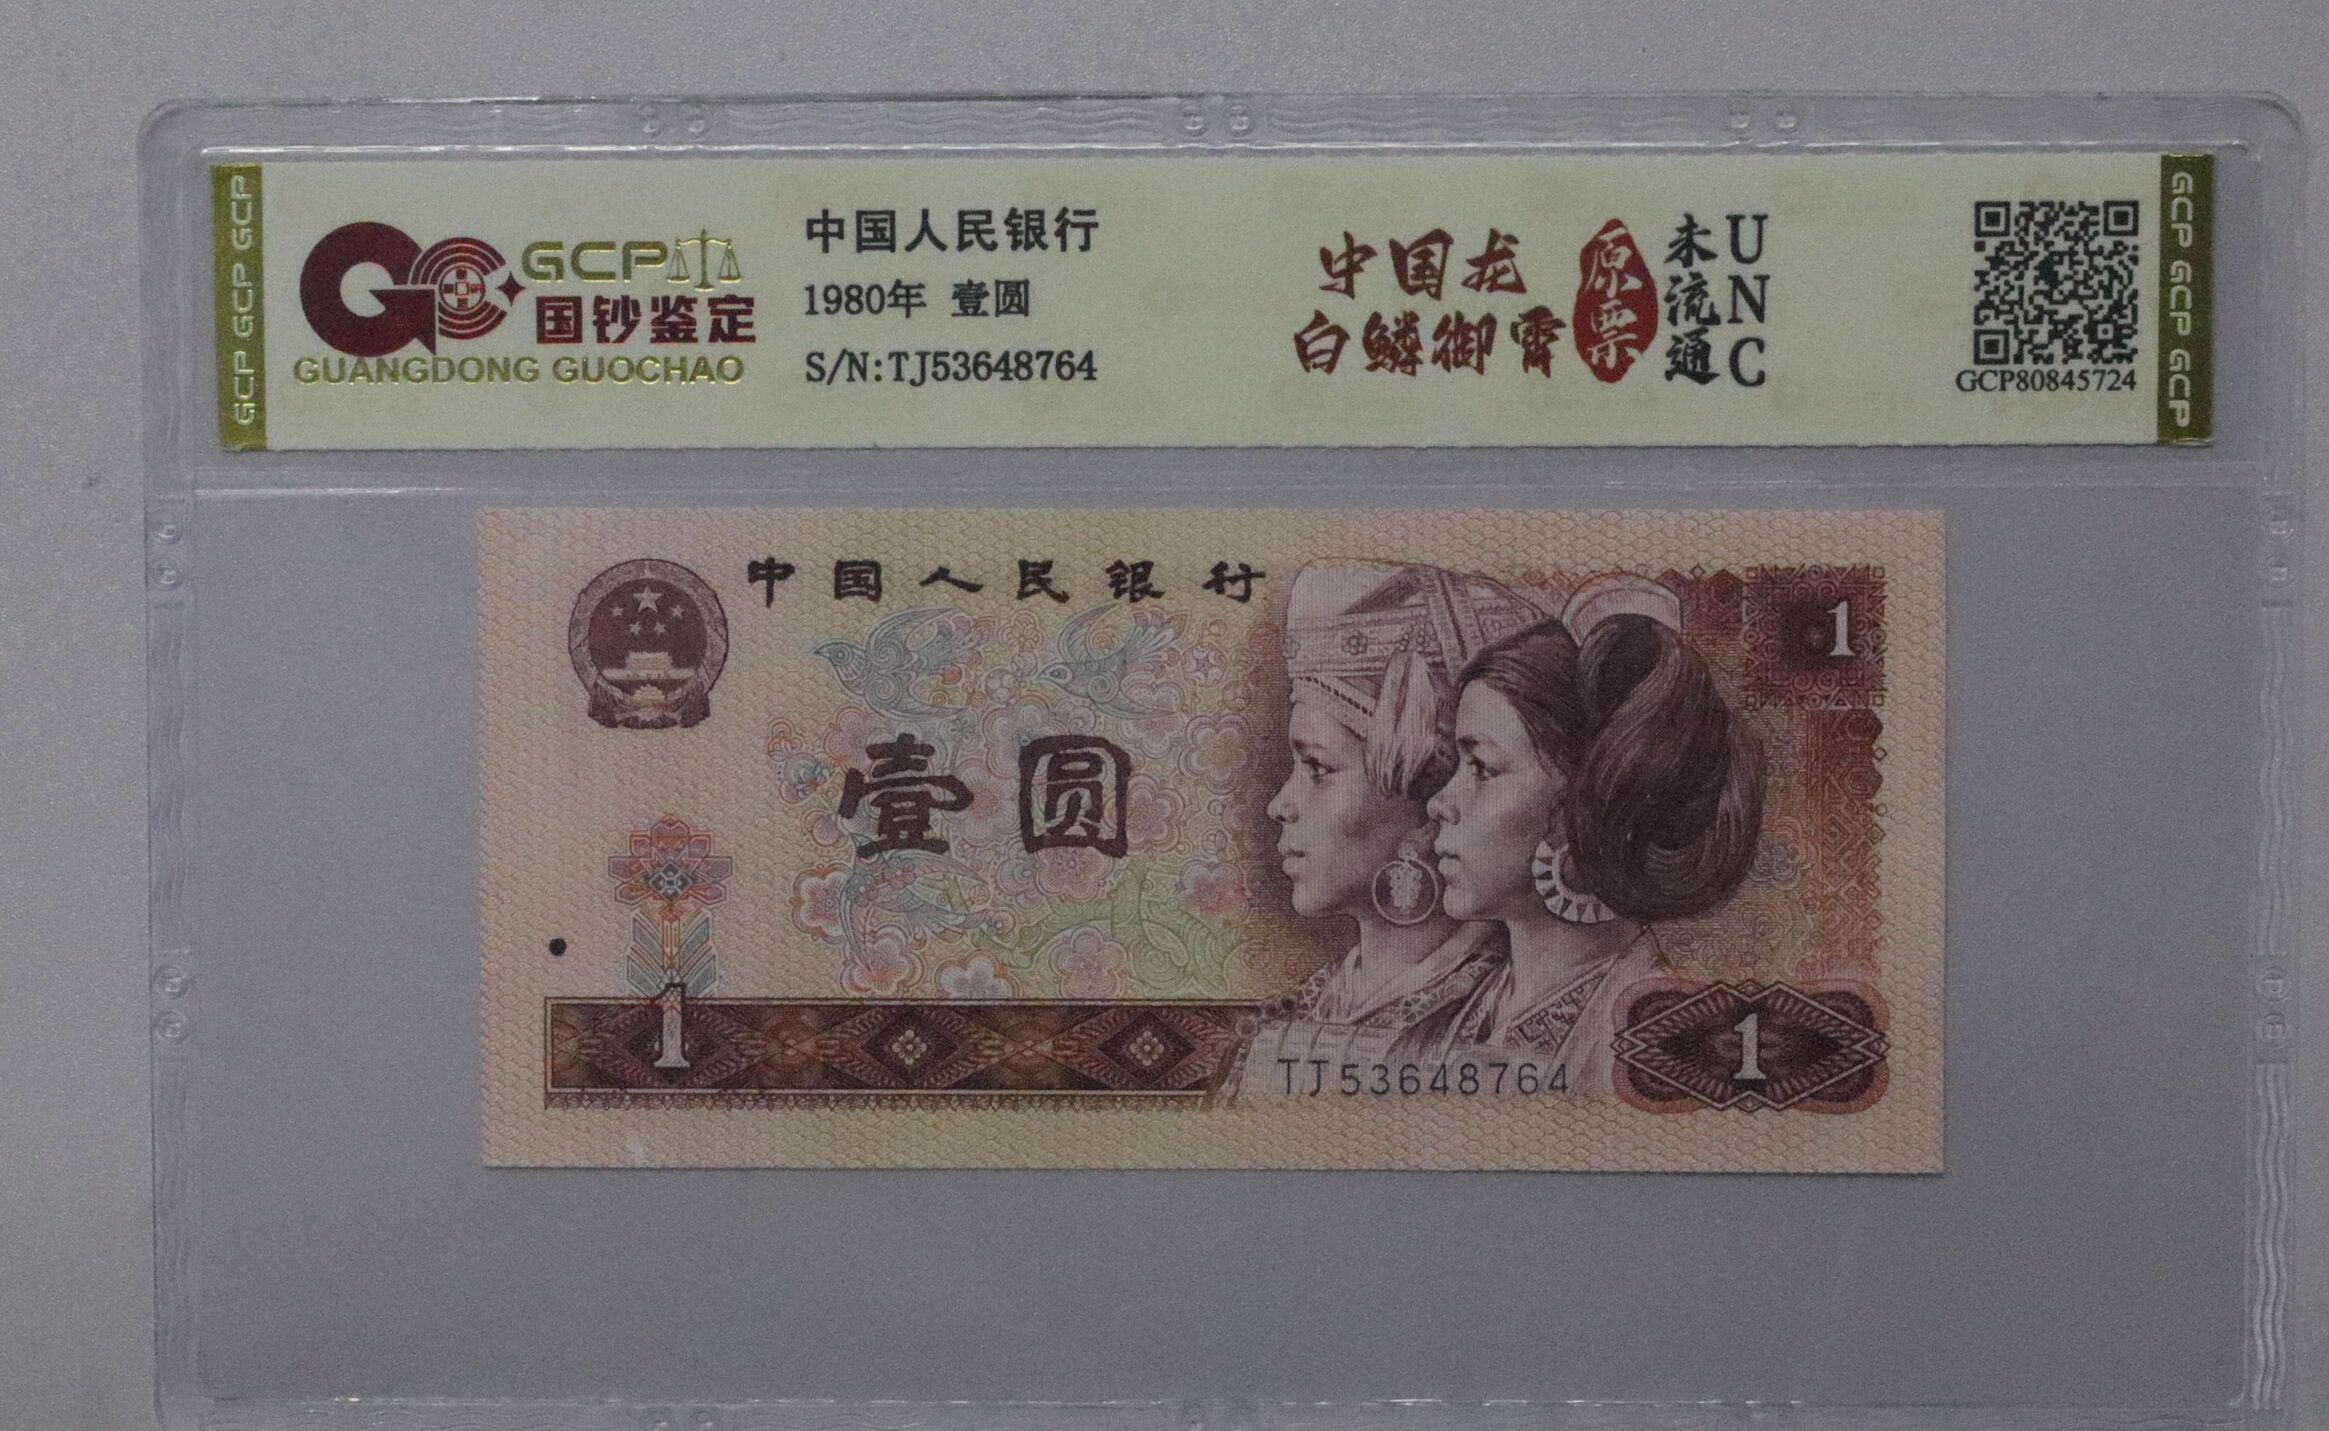 GCP GCP GCP
GCP
国钞鉴定
GUANGDONG GUOCHAO
中国人民银行
1980年 壹圆
S/N:TJ53648764
中国龙
白鳞御霄
原票
未流通
UNC
GCP80845724
GCP GCP GCP
中国人民银行
1
壹圆
1
1
TJ53648764